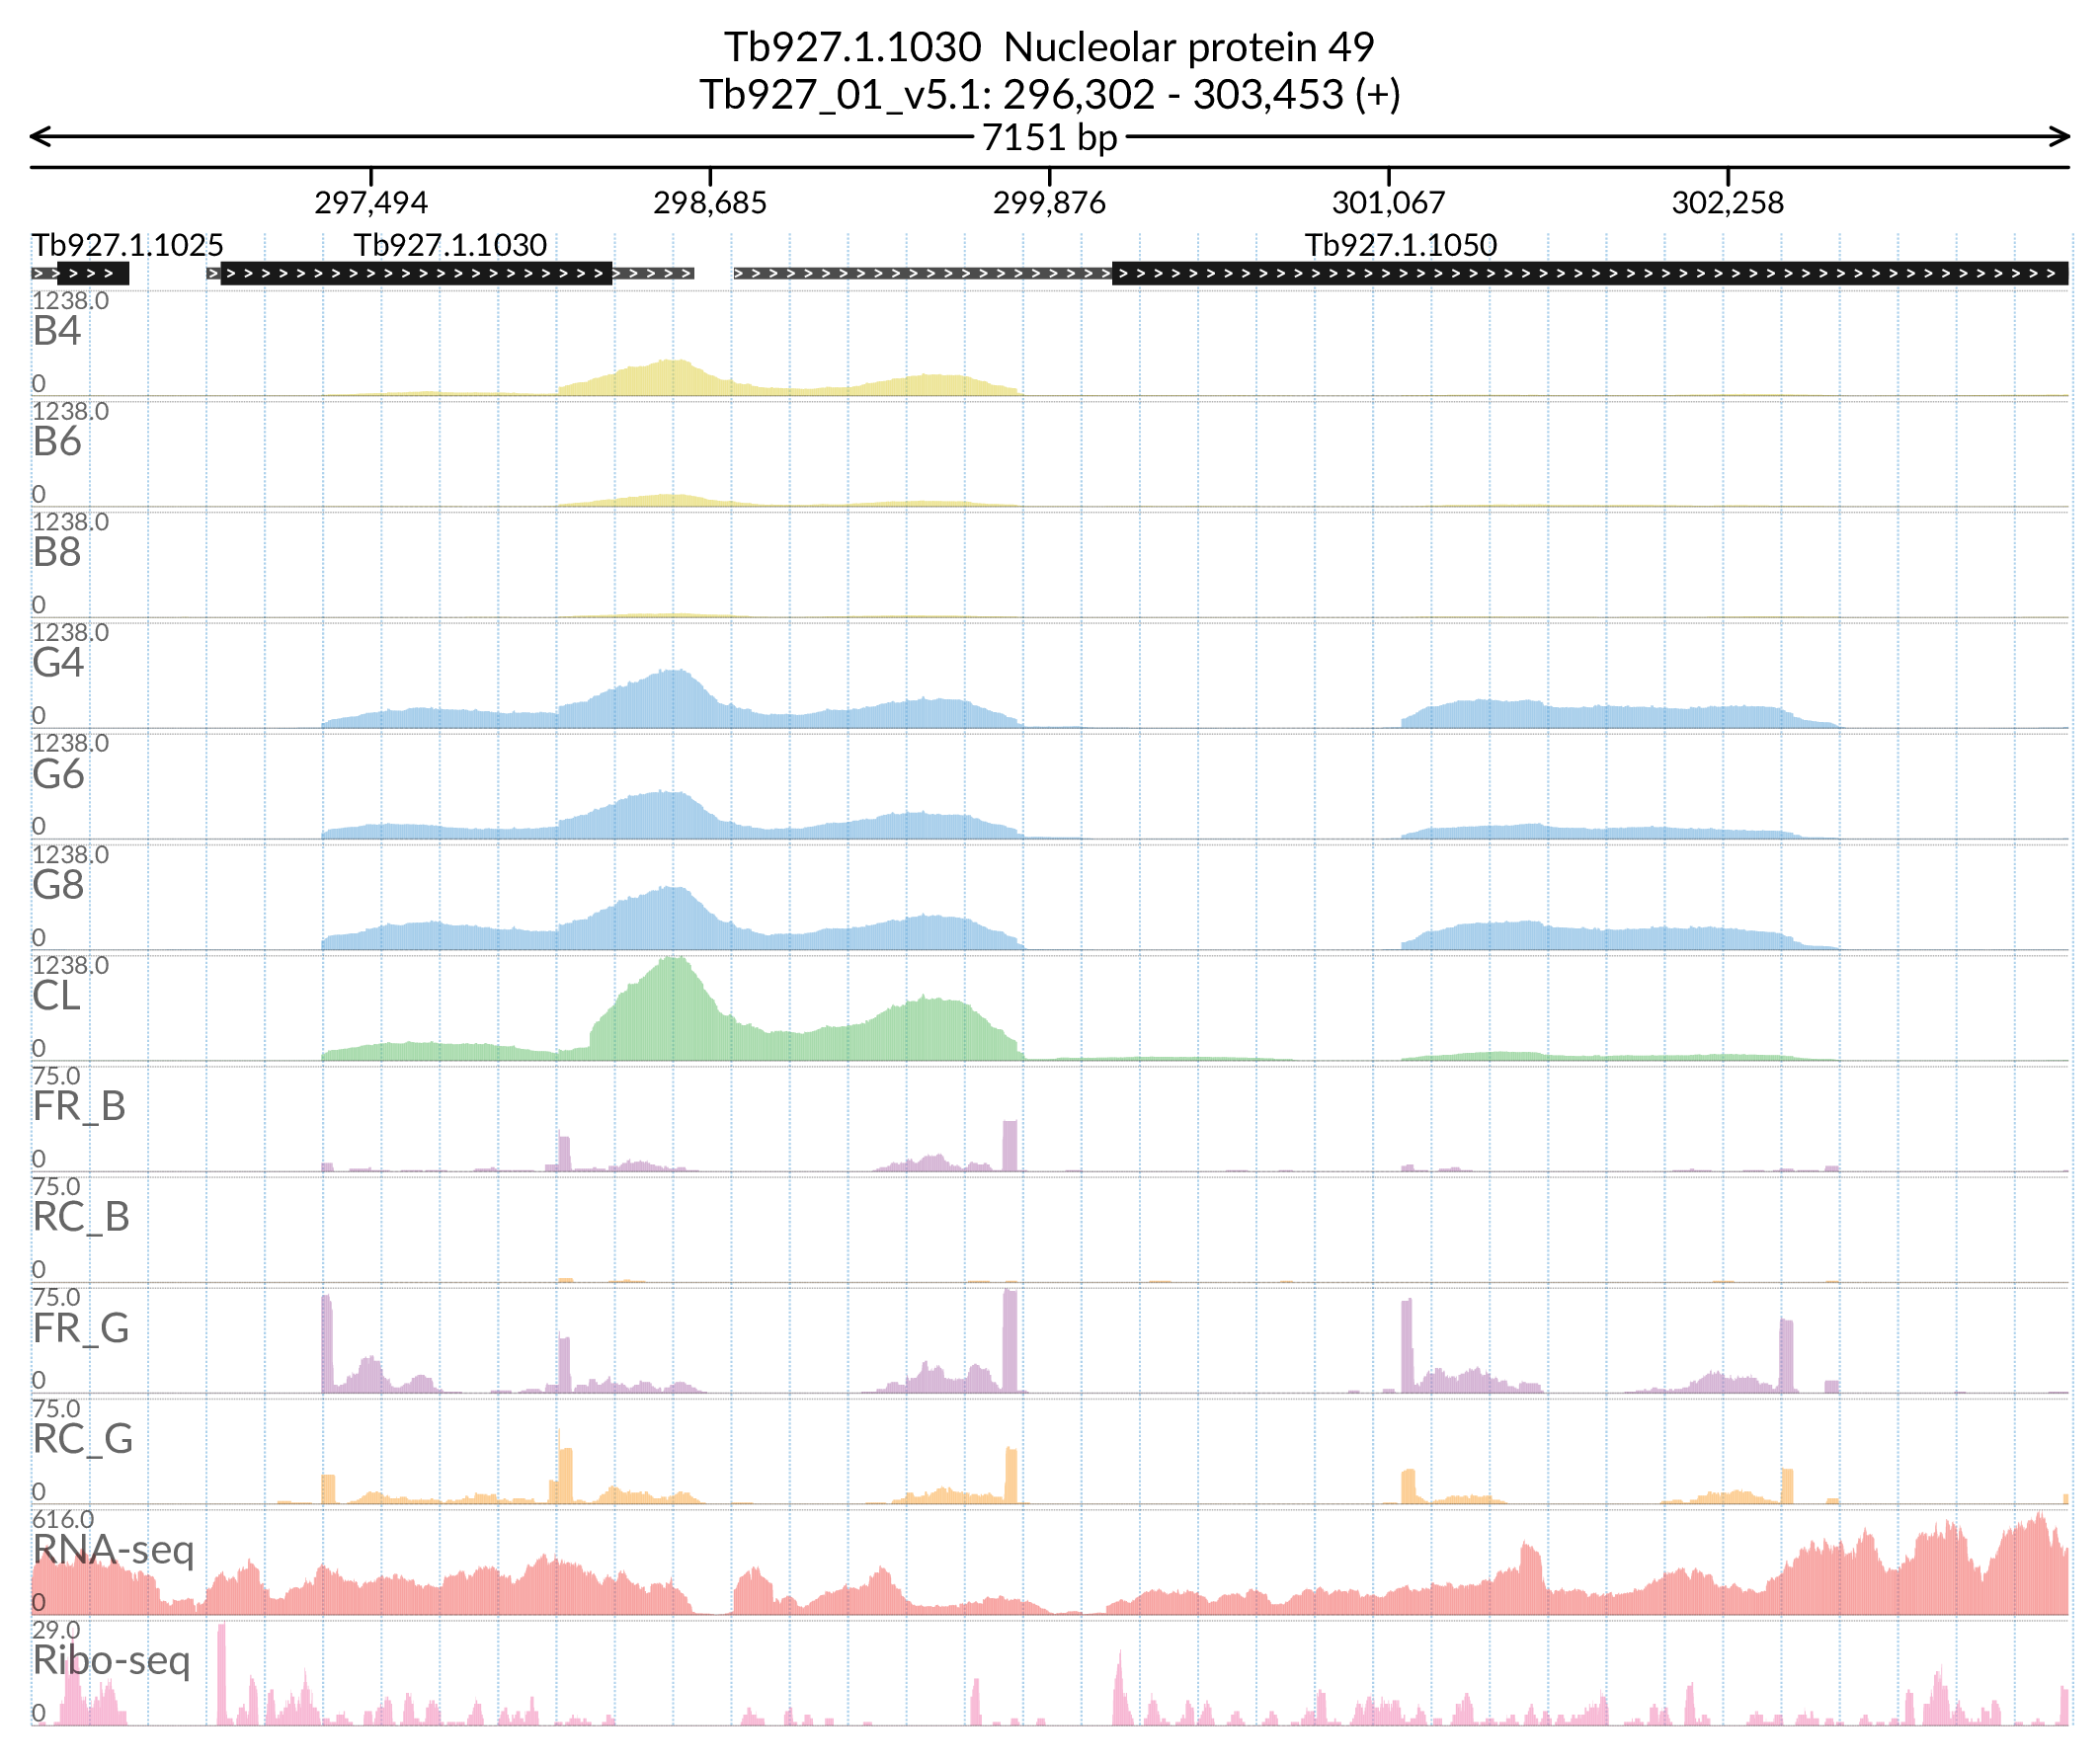 Tb927.1.1030  Nucleolar protein 49
Tb927_01_v5.1: 296,302 - 303,453 (+)
7151 bp
297,494 298,685 299,876 301,067 302,258
Tb927.1.1025 Tb927.1.1030 Tb927.1.1050
1238.0
B4
0
1238.0
B6
0
1238.0
B8
0
1238.0
G4
0
1238.0
G6
0
1238.0
G8
0
1238.0
CL
0
75.0
FR_B
0
75.0
RC_B
0
75.0
FR_G
0
75.0
RC_G
0
616.0
RNA-seq
0
29.0
Ribo-seq
0